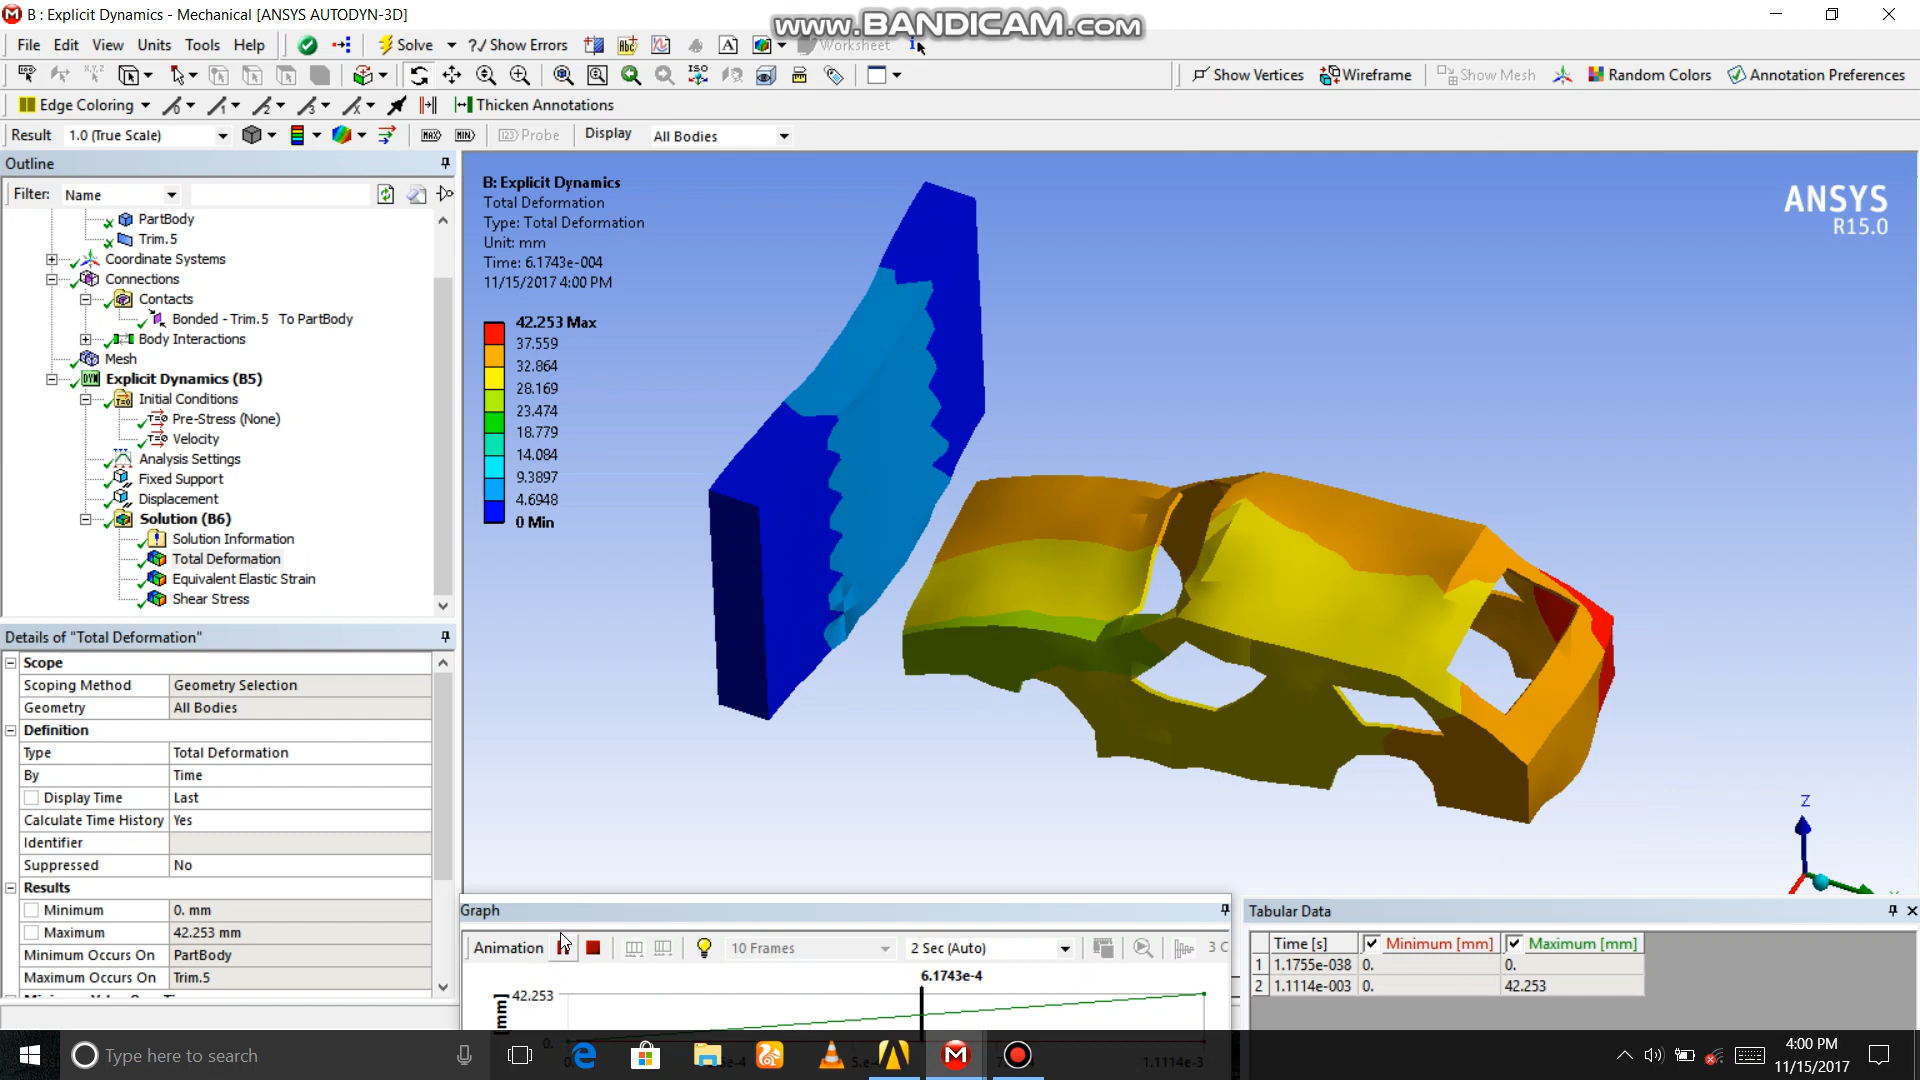 B : Explicit Dynamics - Mechanical [ANSYS AUTODYN-3D]
www.BANDICAM.com
File Edit View Units Tools Help Solve ?/ Show Errors Worksheet
Show Vertices Wireframe Show Mesh Random Colors Annotation Preferences
Edge Coloring Thicken Annotations
Result 1.0 (True Scale) MAX MIN Probe Display All Bodies
Outline
Filter: Name
PartBody
Trim.5
Coordinate Systems
Connections
Contacts
Bonded - Trim.5 To PartBody
Body Interactions
Mesh
Explicit Dynamics (B5)
Initial Conditions
Pre-Stress (None)
Velocity
Analysis Settings
Fixed Support
Displacement
Solution (B6)
Solution Information
Total Deformation
Equivalent Elastic Strain
Shear Stress
B: Explicit Dynamics
Total Deformation
Type: Total Deformation
Unit: mm
Time: 6.1743e-004
11/15/2017 4:00 PM
42.253 Max
37.559
32.864
28.169
23.474
18.779
14.084
9.3897
4.6948
0 Min
ANSYS
R15.0
Z
Details of "Total Deformation"
Scope
Scoping Method Geometry Selection
Geometry All Bodies
Definition
Type Total Deformation
By Time
Display Time Last
Calculate Time History Yes
Identifier
Suppressed No
Results
Minimum 0. mm
Maximum 42.253 mm
Minimum Occurs On PartBody
Maximum Occurs On Trim.5
Graph
Animation 10 Frames 2 Sec (Auto) 3 C
6.1743e-4
42.253
[mm]
0.
1.1114e-3
Tabular Data
Time [s] Minimum [mm] Maximum [mm]
1 1.1755e-038 0. 0.
2 1.1114e-003 0. 42.253
Type here to search
4:00 PM
11/15/2017